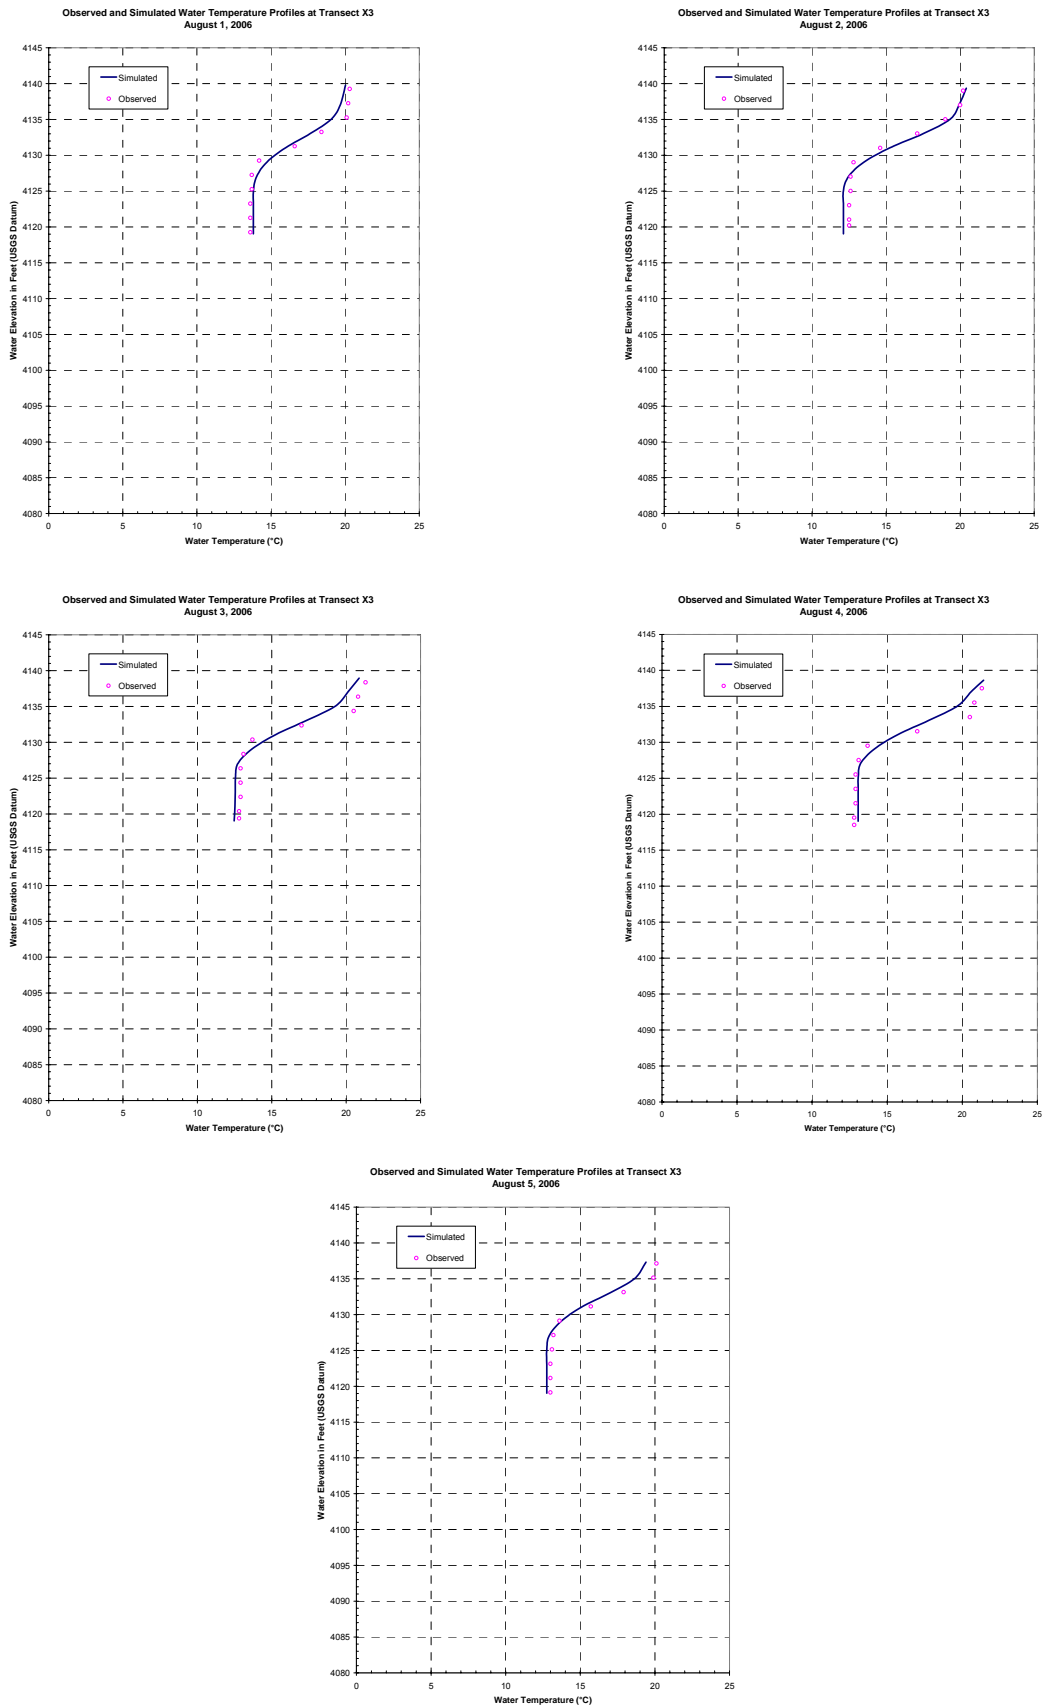 Observed and Simulated Water Temperature Profiles at Transect X3
August 1, 2006
4145
4140
4135
4130
4125
4120
4115
4110
4105
4100
4095
4090
4085
4080
0 5 10 15 20 25
Water Elevation in Feet (USGS Datum)
Water Temperature (°C)
Simulated
Observed
Observed and Simulated Water Temperature Profiles at Transect X3
August 2, 2006
4145
4140
4135
4130
4125
4120
4115
4110
4105
4100
4095
4090
4085
4080
0 5 10 15 20 25
Water Elevation in Feet (USGS Datum)
Water Temperature (°C)
Simulated
Observed
Observed and Simulated Water Temperature Profiles at Transect X3
August 3, 2006
4145
4140
4135
4130
4125
4120
4115
4110
4105
4100
4095
4090
4085
4080
0 5 10 15 20 25
Water Elevation in Feet (USGS Datum)
Water Temperature (°C)
Simulated
Observed
Observed and Simulated Water Temperature Profiles at Transect X3
August 4, 2006
4145
4140
4135
4130
4125
4120
4115
4110
4105
4100
4095
4090
4085
4080
0 5 10 15 20 25
Water Elevation in Feet (USGS Datum)
Water Temperature (°C)
Simulated
Observed
Observed and Simulated Water Temperature Profiles at Transect X3
August 5, 2006
4145
4140
4135
4130
4125
4120
4115
4110
4105
4100
4095
4090
4085
4080
0 5 10 15 20 25
Water Elevation in Feet (USGS Datum)
Water Temperature (°C)
Simulated
Observed